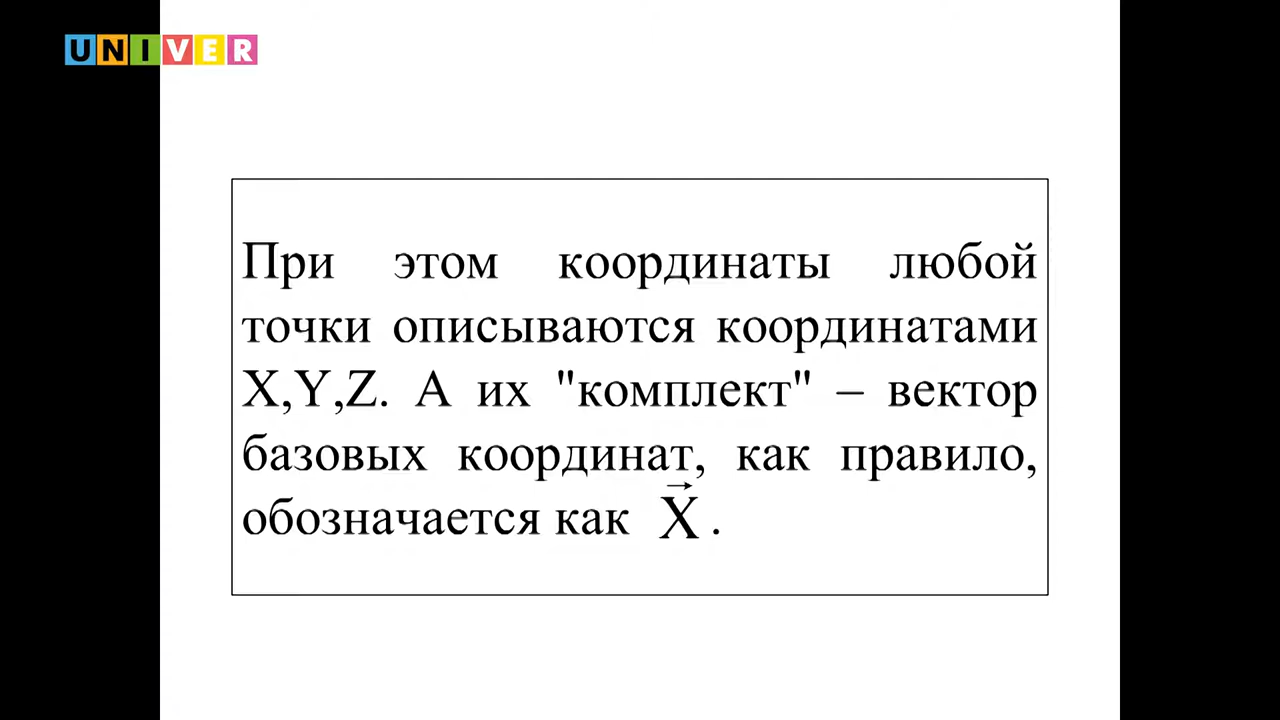 UNIVER
При этом координаты любой
точки описываются координатами
X,Y,Z. А их "комплект" – вектор
базовых координат, как правило,
обозначается как X⃗ .